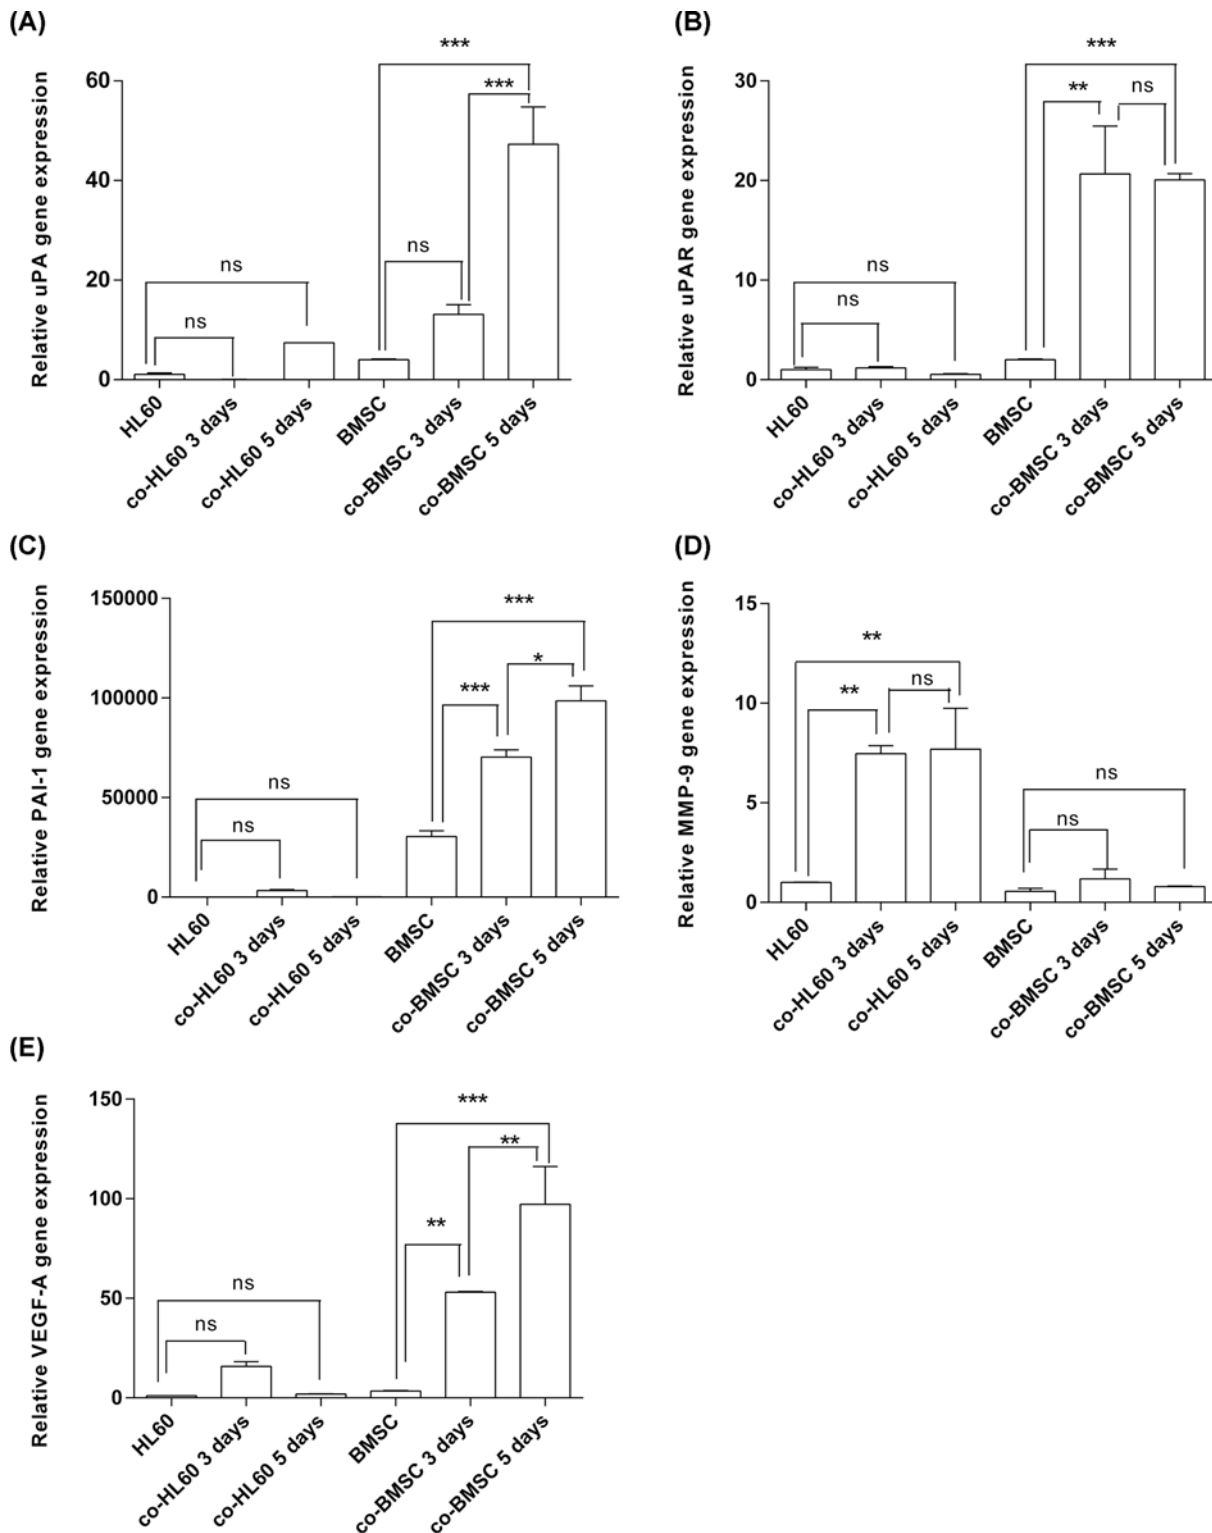 (A)
Relative uPA gene expression
60
40
20
0
***
***
ns
ns
ns
HL60
co-HL60 3 days
co-HL60 5 days
BMSC
co-BMSC 3 days
co-BMSC 5 days
(B)
Relative uPAR gene expression
30
20
10
0
***
**
ns
ns
ns
HL60
co-HL60 3 days
co-HL60 5 days
BMSC
co-BMSC 3 days
co-BMSC 5 days
(C)
Relative PAI-1 gene expression
150000
100000
50000
0
***
*
***
ns
ns
HL60
co-HL60 3 days
co-HL60 5 days
BMSC
co-BMSC 3 days
co-BMSC 5 days
(D)
Relative MMP-9 gene expression
15
10
5
0
**
**
ns
ns
ns
HL60
co-HL60 3 days
co-HL60 5 days
BMSC
co-BMSC 3 days
co-BMSC 5 days
(E)
Relative VEGF-A gene expression
150
100
50
0
***
**
**
ns
ns
HL60
co-HL60 3 days
co-HL60 5 days
BMSC
co-BMSC 3 days
co-BMSC 5 days